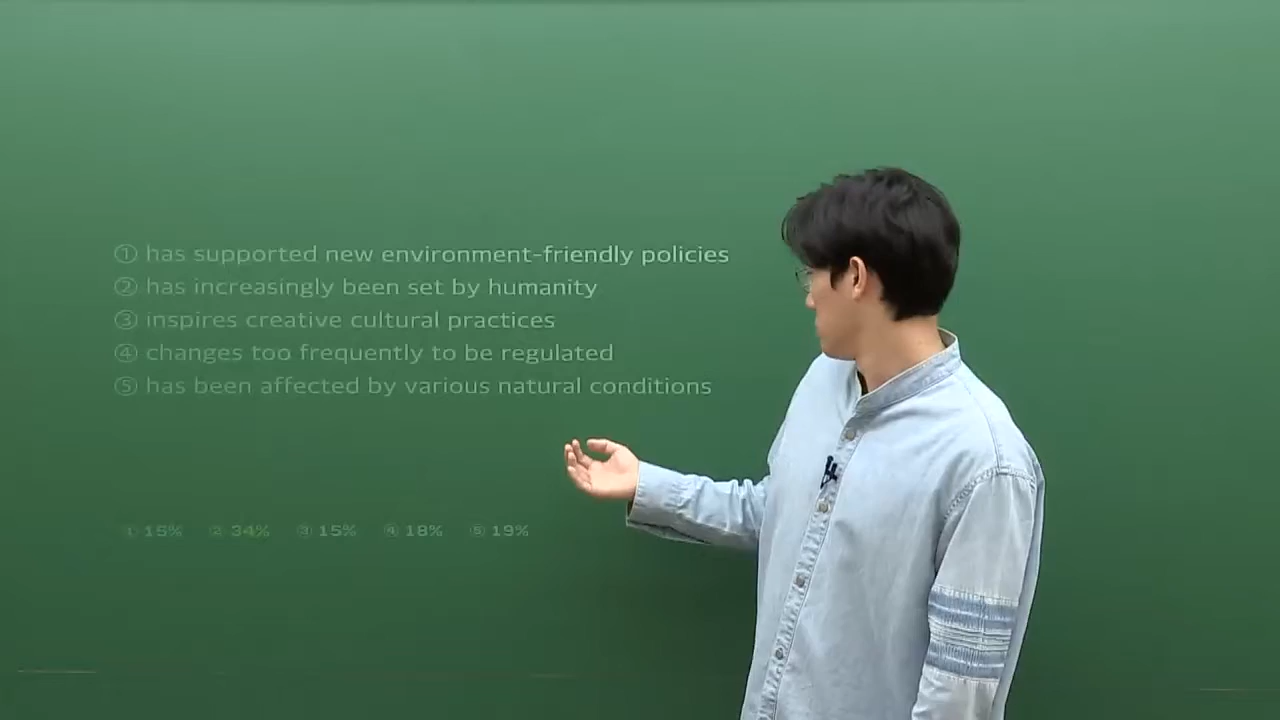 ① has supported new environment-friendly policies
② has increasingly been set by humanity
③ inspires creative cultural practices
④ changes too frequently to be regulated
⑤ has been affected by various natural conditions
① 15% ② 34% ③ 15% ④ 18% ⑤ 19%